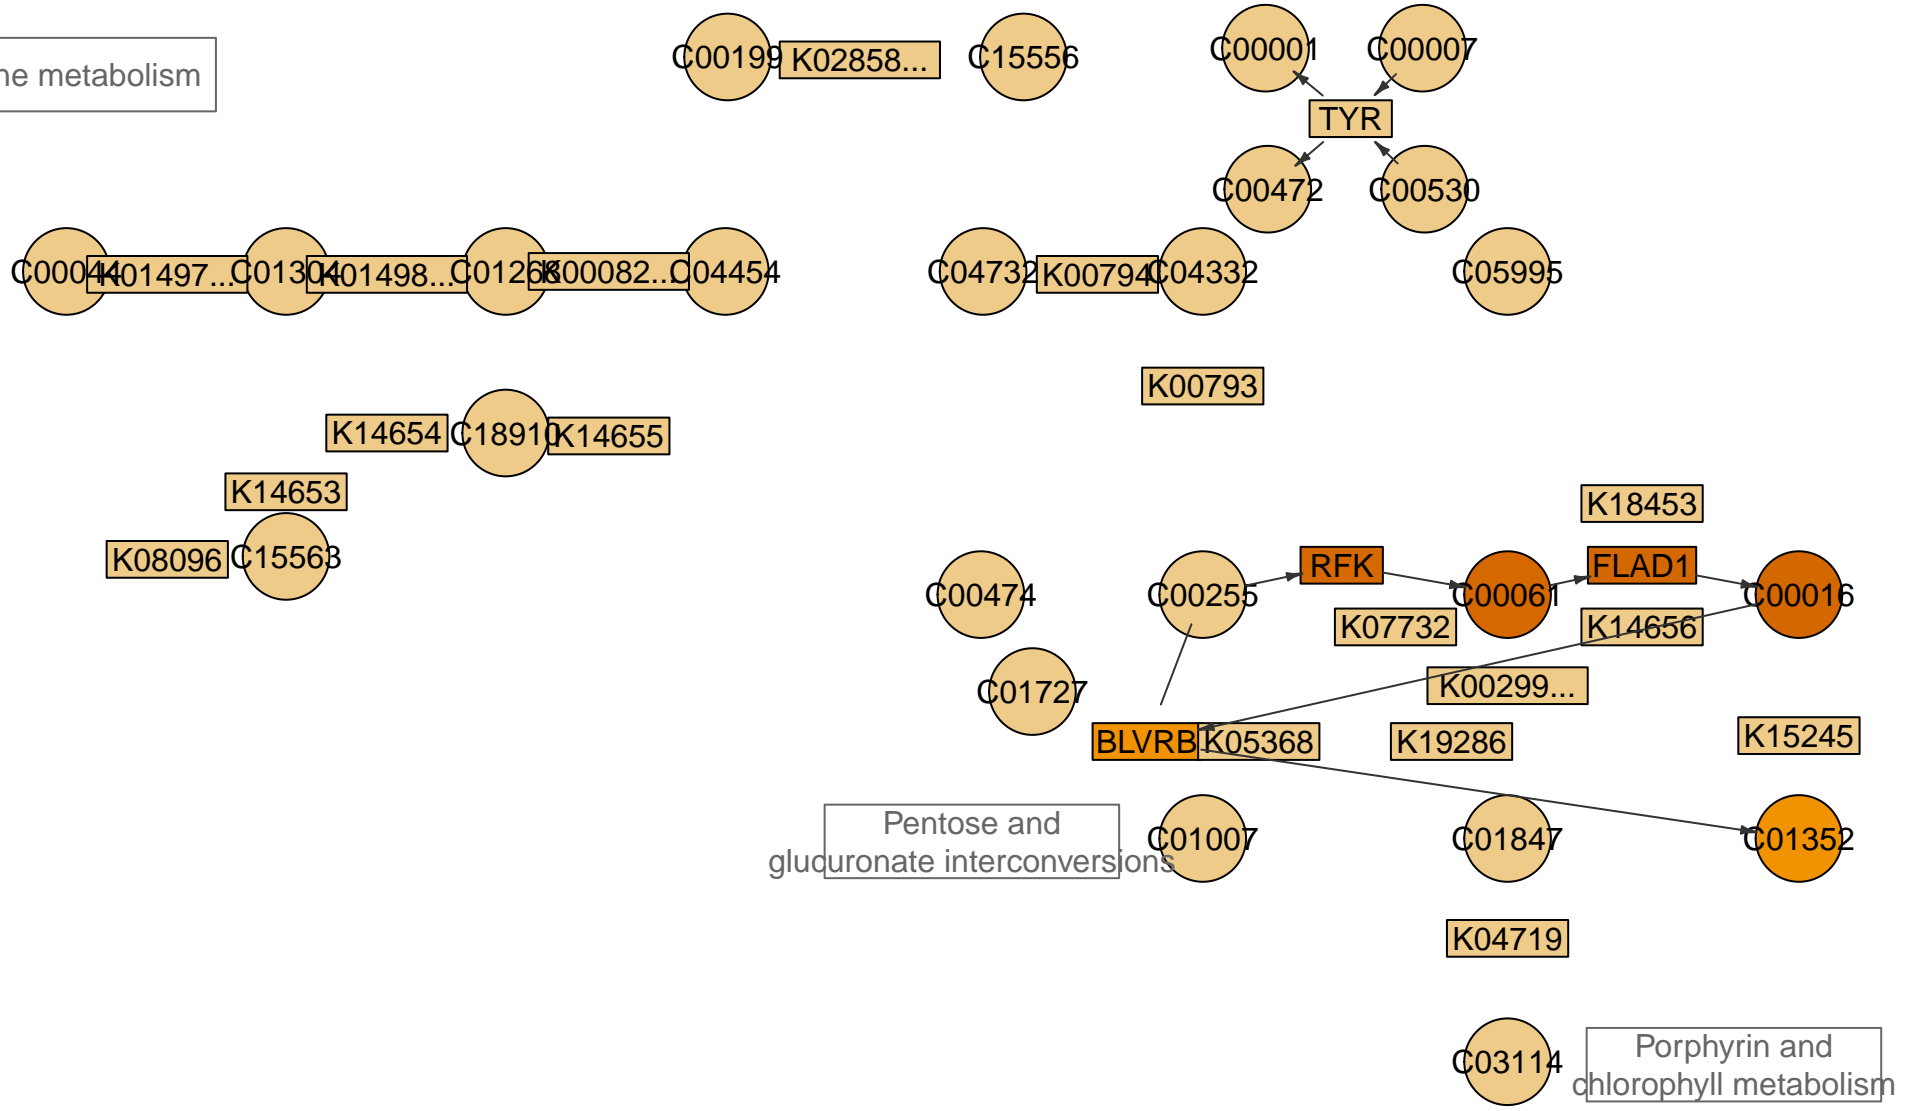 C00199
K02858...
C15556
C00001
C00007
ne metabolism
TYR
C00472
C00530
C00044
K01497...
C01304
K01498...
C01268
K00082...
C04454
C04732
K00794
C04332
C05995
K00793
K14654
C18910
K14655
K14653
K18453
K08096
C15563
RFK
FLAD1
C00474
C00255
C00061
C00016
K07732
K14656
C01727
K00299...
BLVRB
K05368
K19286
K15245
Pentose and
glucuronate interconversions
C01007
C01847
C01352
K04719
C03114
Porphyrin and
chlorophyll metabolism